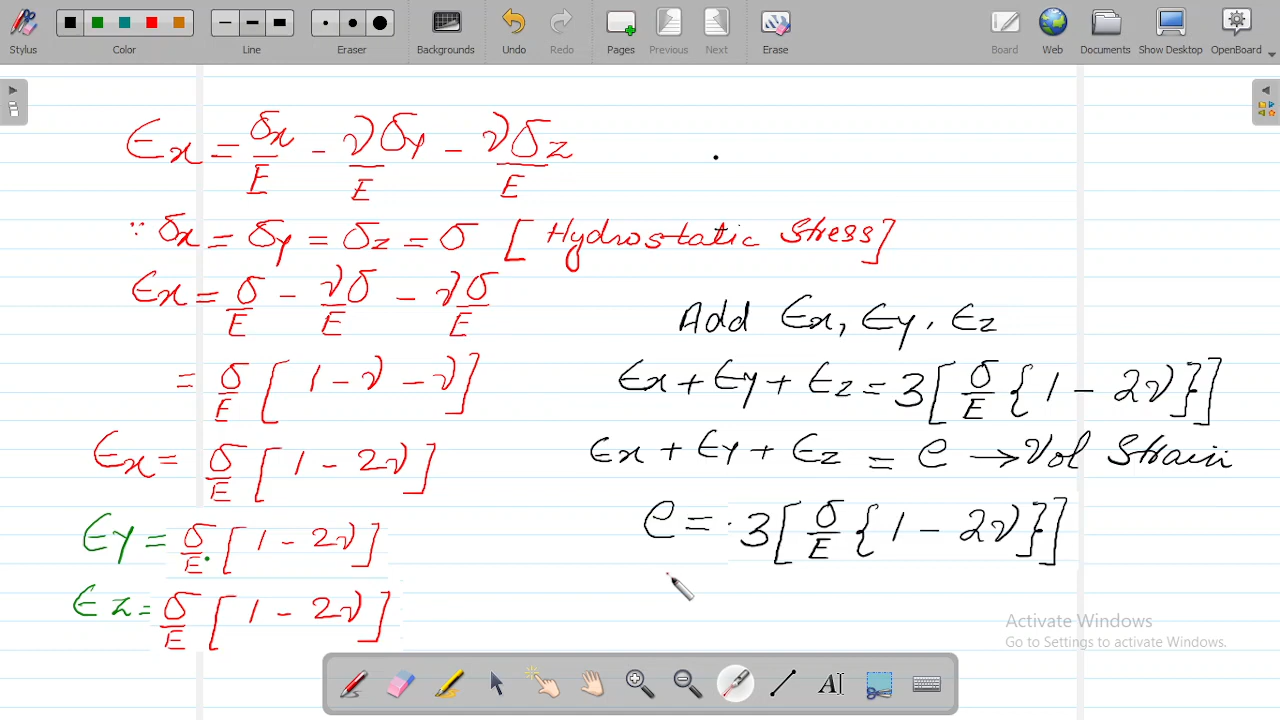 Stylus
Color
Line
Eraser
Backgrounds
Undo
Redo
Pages
Previous
Next
Erase
Board
Web
Documents
Show Desktop
OpenBoard
ϵx = σx/E - νσy/E - νσz/E
∵ σx = σy = σz = σ [Hydrostatic Stress]
ϵx = σ/E - νσ/E - νσ/E
= σ/E [1 - ν - ν]
ϵx = σ/E [1 - 2ν]
ϵy = σ/E [1 - 2ν]
ϵz = σ/E [1 - 2ν]
Add ϵx, ϵy, ϵz
ϵx + ϵy + ϵz = 3[σ/E {1 - 2ν}]
ϵx + ϵy + ϵz = e → Vol Strain
e = 3[σ/E {1 - 2ν}]
Activate Windows
Go to Settings to activate Windows.
AI